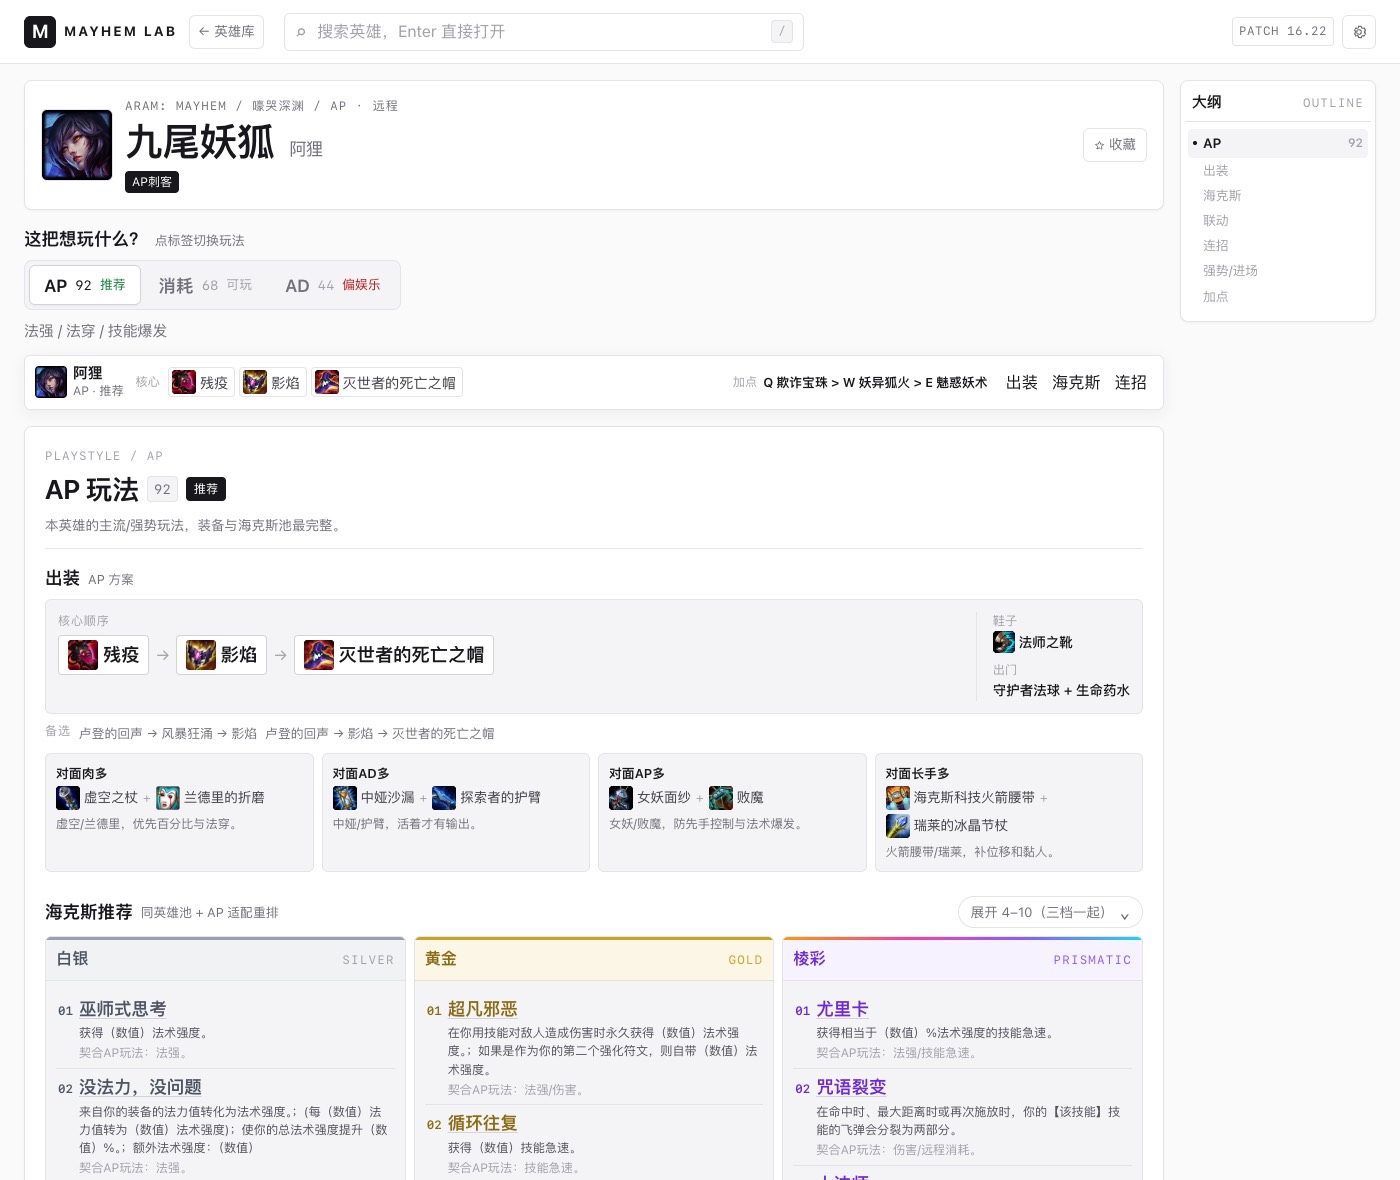 M MAYHEM LAB ← 英雄库 搜索英雄，Enter 直接打开 / PATCH 16.22
ARAM: MAYHEM / 嚎哭深渊 / AP · 远程
九尾妖狐 阿狸
AP刺客
☆ 收藏
大纲 OUTLINE
• AP 92
出装
海克斯
联动
连招
强势/进场
加点
这把想玩什么? 点标签切换玩法
AP 92 推荐 消耗 68 可玩 AD 44 偏娱乐
法强 / 法穿 / 技能爆发
阿狸
AP · 推荐
核心 残疫 影焰 灭世者的死亡之帽
加点 Q 欺诈宝珠 > W 妖异狐火 > E 魅惑妖术 出装 海克斯 连招
PLAYSTYLE / AP
AP 玩法 92 推荐
本英雄的主流/强势玩法，装备与海克斯池最完整。
出装 AP 方案
核心顺序
残疫 → 影焰 → 灭世者的死亡之帽
鞋子
法师之靴
出门
守护者法球 + 生命药水
备选 卢登的回声 → 风暴狂涌 → 影焰 卢登的回声 → 影焰 → 灭世者的死亡之帽
对面肉多
虚空之杖 + 兰德里的折磨
虚空/兰德里，优先百分比与法穿。
对面AD多
中娅沙漏 + 探索者的护臂
中娅/护臂，活着才有输出。
对面AP多
女妖面纱 + 败魔
女妖/败魔，防先手控制与法术爆发。
对面长手多
海克斯科技火箭腰带 +
瑞莱的冰晶节杖
火箭腰带/瑞莱，补位移和黏人。
海克斯推荐 同英雄池 + AP 适配重排 展开 4–10（三档一起）
白银 SILVER
01 巫师式思考
获得（数值）法术强度。
契合AP玩法：法强。
02 没法力，没问题
来自你的装备的法力值转化为法术强度。；（每（数值）法
力值转为（数值）法术强度）；使你的总法术强度提升（数
值）%。；额外法术强度：（数值）
契合AP玩法：法强。
黄金 GOLD
01 超凡邪恶
在你用技能对敌人造成伤害时永久获得（数值）法术强
度。；如果是作为你的第二个强化符文，则自带（数值）法
术强度。
契合AP玩法：法强/伤害。
02 循环往复
获得（数值）技能急速。
契合AP玩法：技能急速。
棱彩 PRISMATIC
01 尤里卡
获得相当于（数值）%法术强度的技能急速。
契合AP玩法：法强/技能急速。
02 咒语裂变
在命中时、最大距离时或再次施放时，你的【该技能】技
能的飞弹会分裂为两部分。
契合AP玩法：伤害/远程消耗。